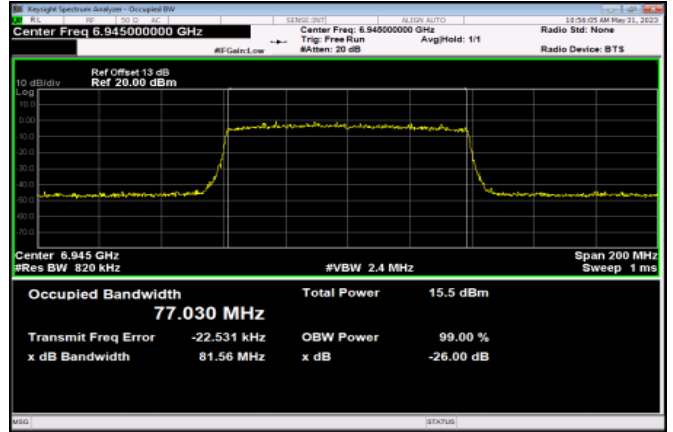 Keysight Spectrum Analyzer - Occupied BW
RL RF 50 Ω AC SENSE:INT ALIGN AUTO 10:56:05 AM May 31, 2023
Center Freq 6.945000000 GHz Center Freq: 6.945000000 GHz Radio Std: None
Trig: Free Run Avg|Hold: 1/1
#IFGain:Low #Atten: 20 dB Radio Device: BTS
Ref Offset 13 dB
10 dB/div Ref 20.00 dBm
Log
10.0
0.00
-10.0
-20.0
-30.0
-40.0
-50.0
-60.0
-70.0
Center 6.945 GHz Span 200 MHz
#Res BW 820 kHz #VBW 2.4 MHz Sweep 1 ms
Occupied Bandwidth Total Power 15.5 dBm
77.030 MHz
Transmit Freq Error -22.531 kHz OBW Power 99.00 %
x dB Bandwidth 81.56 MHz x dB -26.00 dB
MSG STATUS